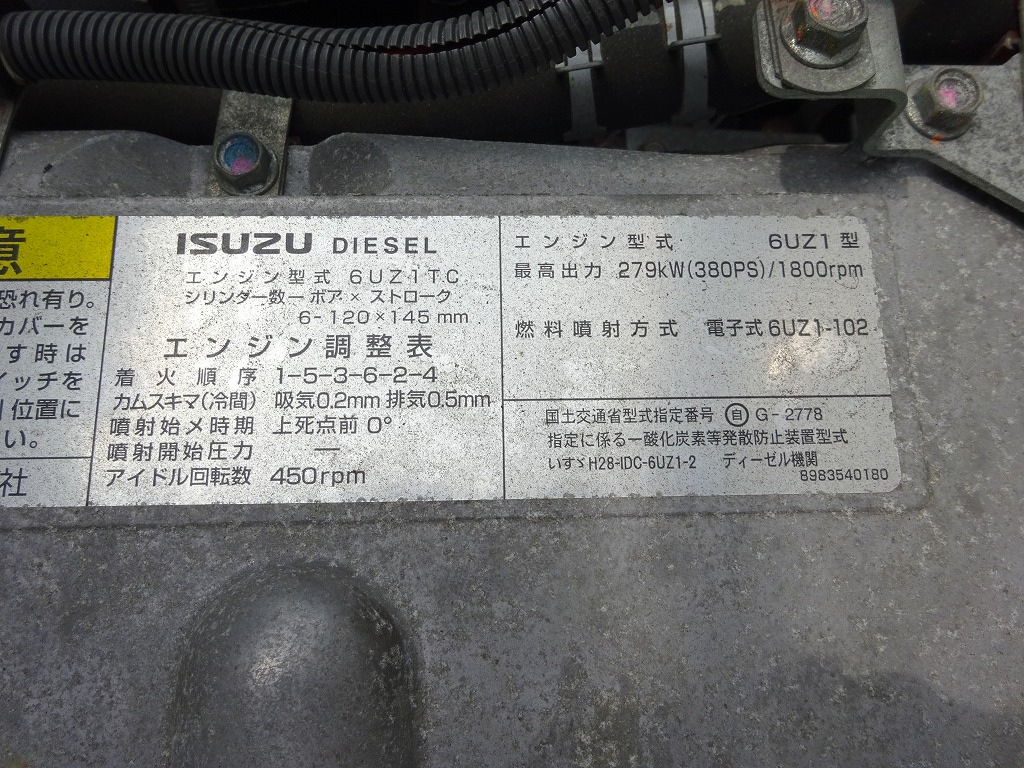 意
恐れ有り。
カバーを
す時は
イッチを
位置に
い。
社
ISUZU DIESEL
エンジン型式 6UZ1TC
シリンダー数ーボア×ストローク
6-120×145mm
エンジン調整表
着火順序 1-5-3-6-2-4
カムスキマ(冷間) 吸気0.2mm 排気0.5mm
噴射始メ時期 上死点前 0°
噴射開始圧力 ―
アイドル回転数 450rpm
エンジン型式 6UZ1型
最高出力 279kW(380PS)/1800rpm
燃料噴射方式 電子式 6UZ1-102
国土交通省型式指定番号 自 G-2778
指定に係る一酸化炭素等発散防止装置型式
いすゞH28-IDC-6UZ1-2 ディーゼル機関
8983540180